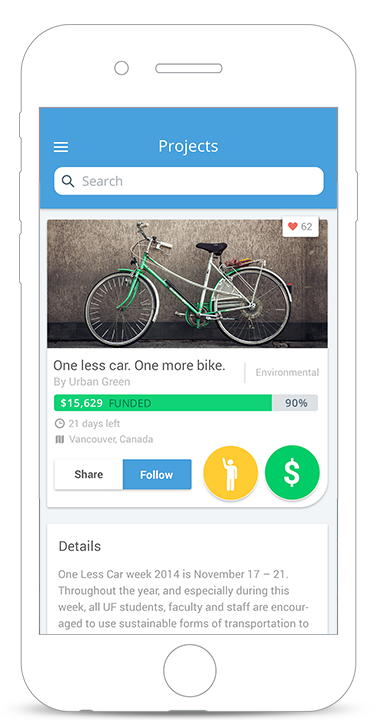 Projects
Search
62
One less car. One more bike.
By Urban Green
Environmental
$15,629 FUNDED 90%
21 days left
Vancouver, Canada
Share Follow
$
Details
One Less Car week 2014 is November 17 – 21.
Throughout the year, and especially during this
week, all UF students, faculty and staff are encour-
aged to use sustainable forms of transportation to